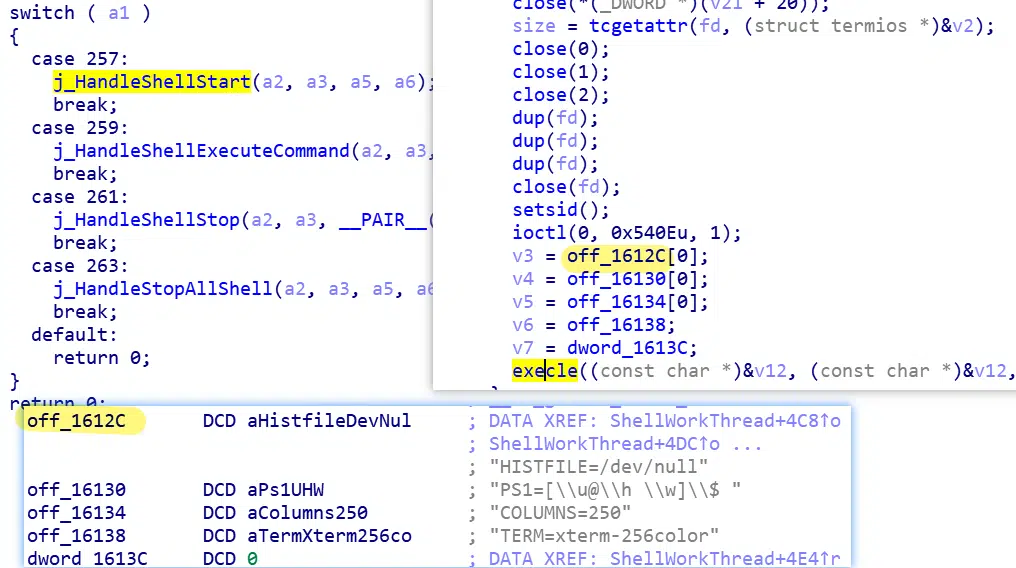 switch ( a1 )
{
case 257:
j_HandleShellStart(a2, a3, a5, a6);
break;
case 259:
j_HandleShellExecuteCommand(a2, a3,
break;
case 261:
j_HandleShellStop(a2, a3, __PAIR__(
break;
case 263:
j_HandleStopAllShell(a2, a3, a5, a6
break;
default:
return 0;
}
return 0;
close(*(_DWORD *)(v21 + 20));
size = tcgetattr(fd, (struct termios *)&v2);
close(0);
close(1);
close(2);
dup(fd);
dup(fd);
dup(fd);
close(fd);
setsid();
ioctl(0, 0x540Eu, 1);
v3 = off_1612C[0];
v4 = off_16130[0];
v5 = off_16134[0];
v6 = off_16138;
v7 = dword_1613C;
execle((const char *)&v12, (const char *)&v12,
off_1612C DCD aHistfileDevNul ; DATA XREF: ShellWorkThread+4C8↑o
; ShellWorkThread+4DC↑o ...
; "HISTFILE=/dev/null"
off_16130 DCD aPs1UHW ; "PS1=[\\u@\\h \\w]\\$ "
off_16134 DCD aColumns250 ; "COLUMNS=250"
off_16138 DCD aTermXterm256co ; "TERM=xterm-256color"
dword_1613C DCD 0 ; DATA XREF: ShellWorkThread+4E4↑r